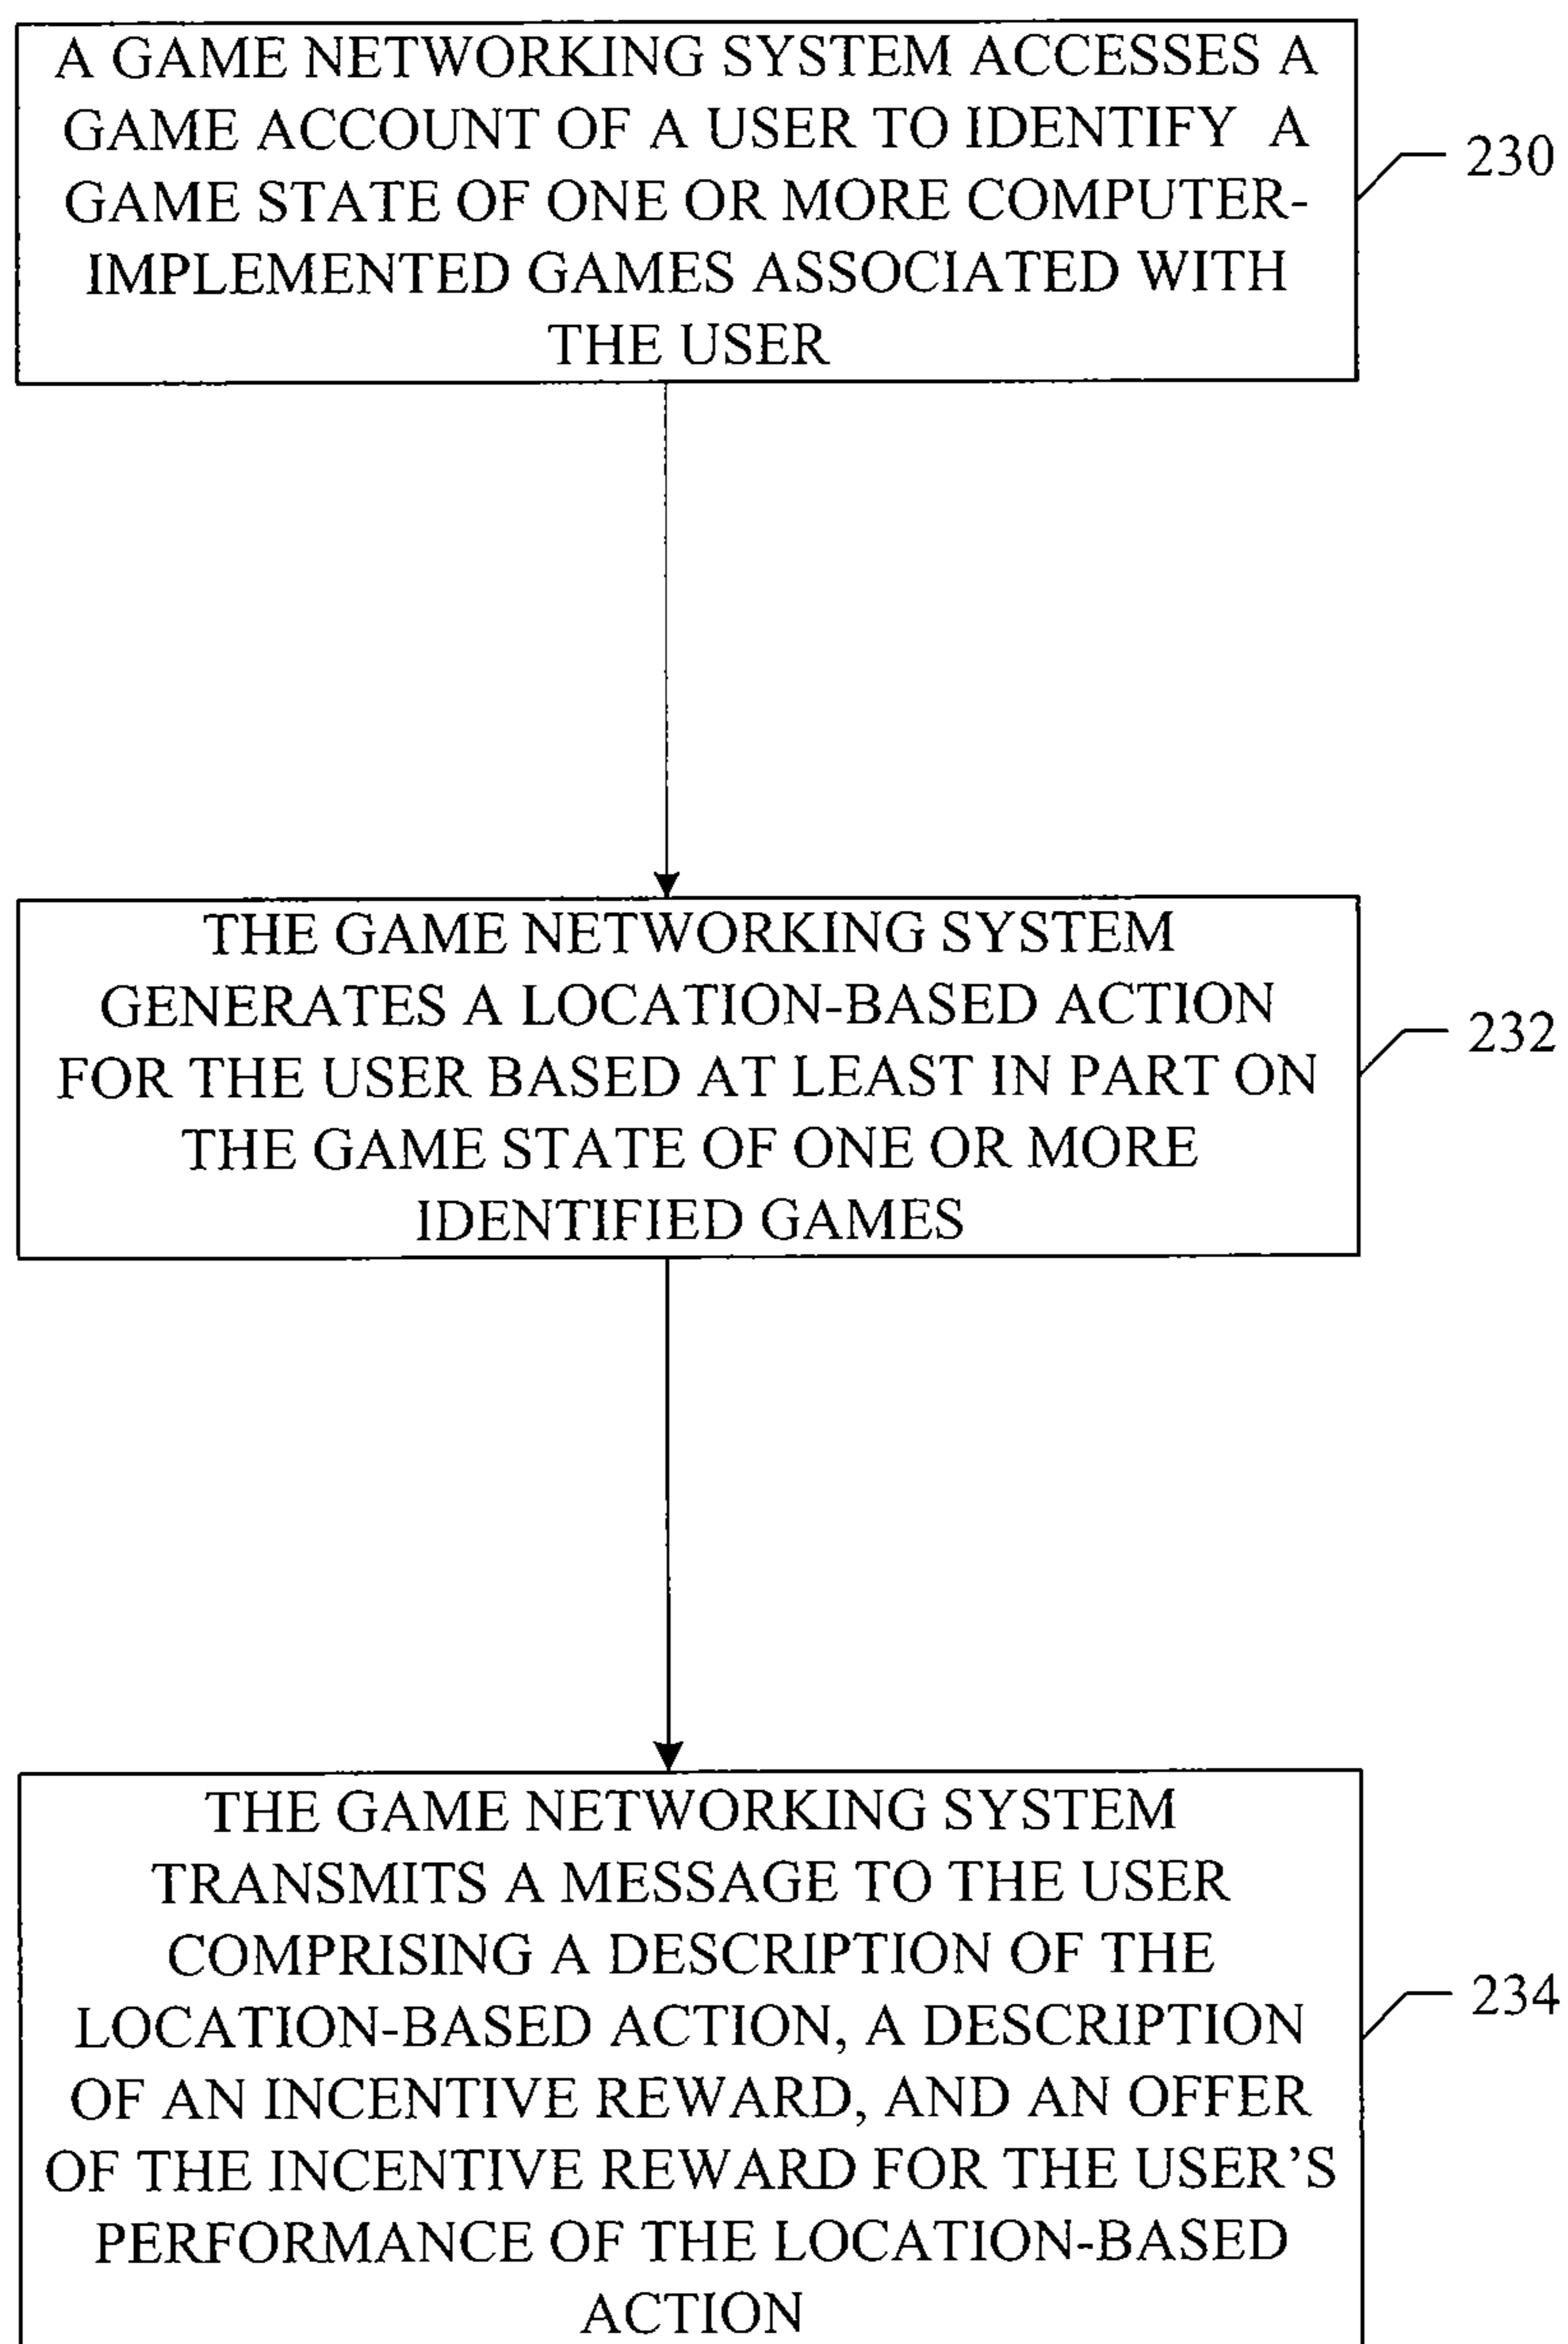 A GAME NETWORKING SYSTEM ACCESSES A
GAME ACCOUNT OF A USER TO IDENTIFY A
GAME STATE OF ONE OR MORE COMPUTER-
IMPLEMENTED GAMES ASSOCIATED WITH
THE USER
230
THE GAME NETWORKING SYSTEM
GENERATES A LOCATION-BASED ACTION
FOR THE USER BASED AT LEAST IN PART ON
THE GAME STATE OF ONE OR MORE
IDENTIFIED GAMES
232
THE GAME NETWORKING SYSTEM
TRANSMITS A MESSAGE TO THE USER
COMPRISING A DESCRIPTION OF THE
LOCATION-BASED ACTION, A DESCRIPTION
OF AN INCENTIVE REWARD, AND AN OFFER
OF THE INCENTIVE REWARD FOR THE USER’S
PERFORMANCE OF THE LOCATION-BASED
ACTION
234